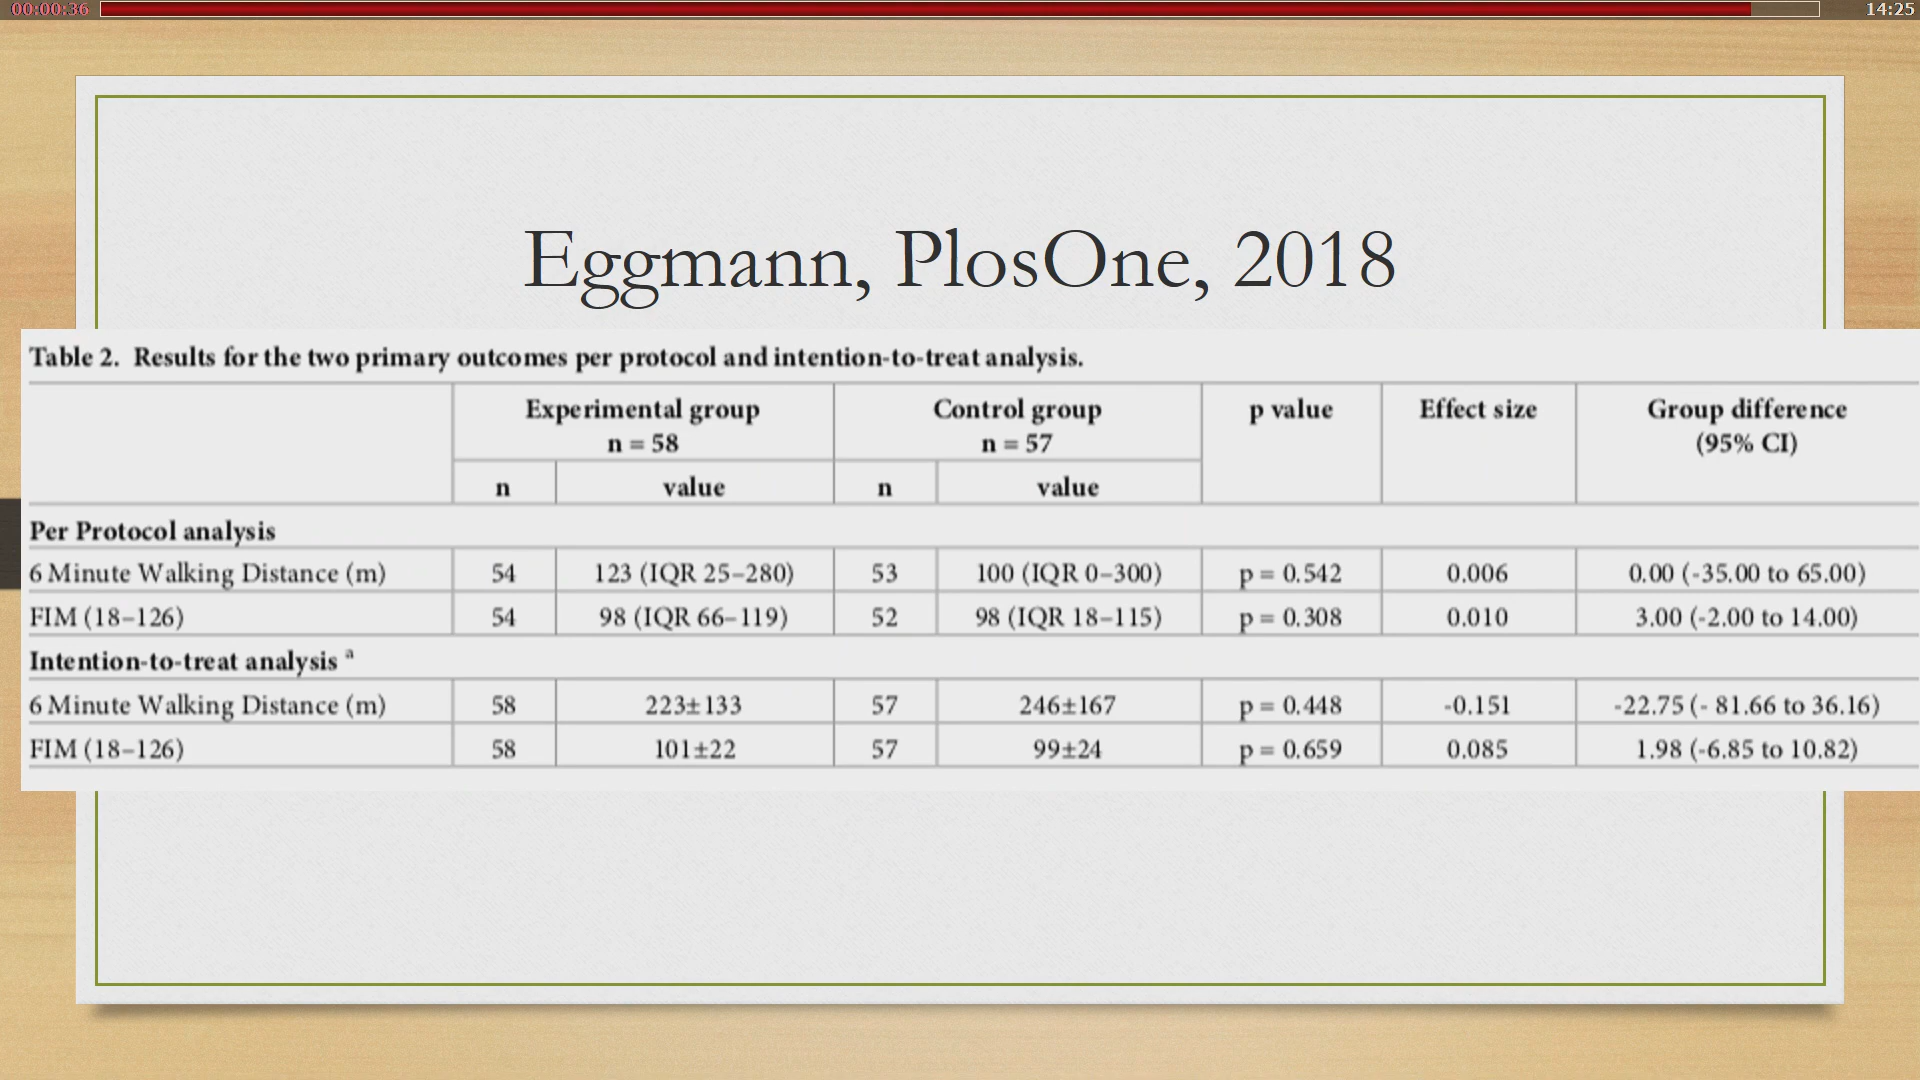 00:00:36 14:25
Eggmann, PlosOne, 2018
Table 2. Results for the two primary outcomes per protocol and intention-to-treat analysis.
Experimental group Control group p value Effect size Group difference
n = 58 n = 57 (95% CI)
n value n value
Per Protocol analysis
6 Minute Walking Distance (m) 54 123 (IQR 25–280) 53 100 (IQR 0–300) p = 0.542 0.006 0.00 (-35.00 to 65.00)
FIM (18–126) 54 98 (IQR 66–119) 52 98 (IQR 18–115) p = 0.308 0.010 3.00 (-2.00 to 14.00)
Intention-to-treat analysis a
6 Minute Walking Distance (m) 58 223±133 57 246±167 p = 0.448 -0.151 -22.75 (- 81.66 to 36.16)
FIM (18–126) 58 101±22 57 99±24 p = 0.659 0.085 1.98 (-6.85 to 10.82)